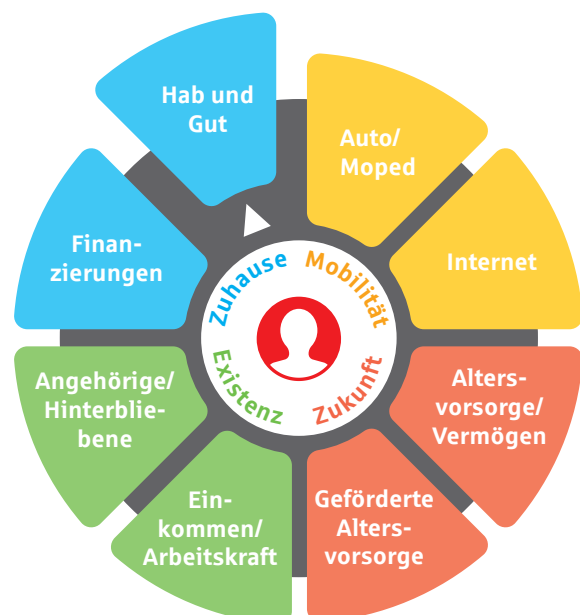 Hab und
Gut
Auto/
Moped
Finan-
zierungen
Internet
Zuhause
Mobilität
Existenz
Zukunft
Angehörige/
Hinterblie-
bene
Alters-
vorsorge/
Vermögen
Ein-
kommen/
Arbeitskraft
Geförderte
Alters-
vorsorge